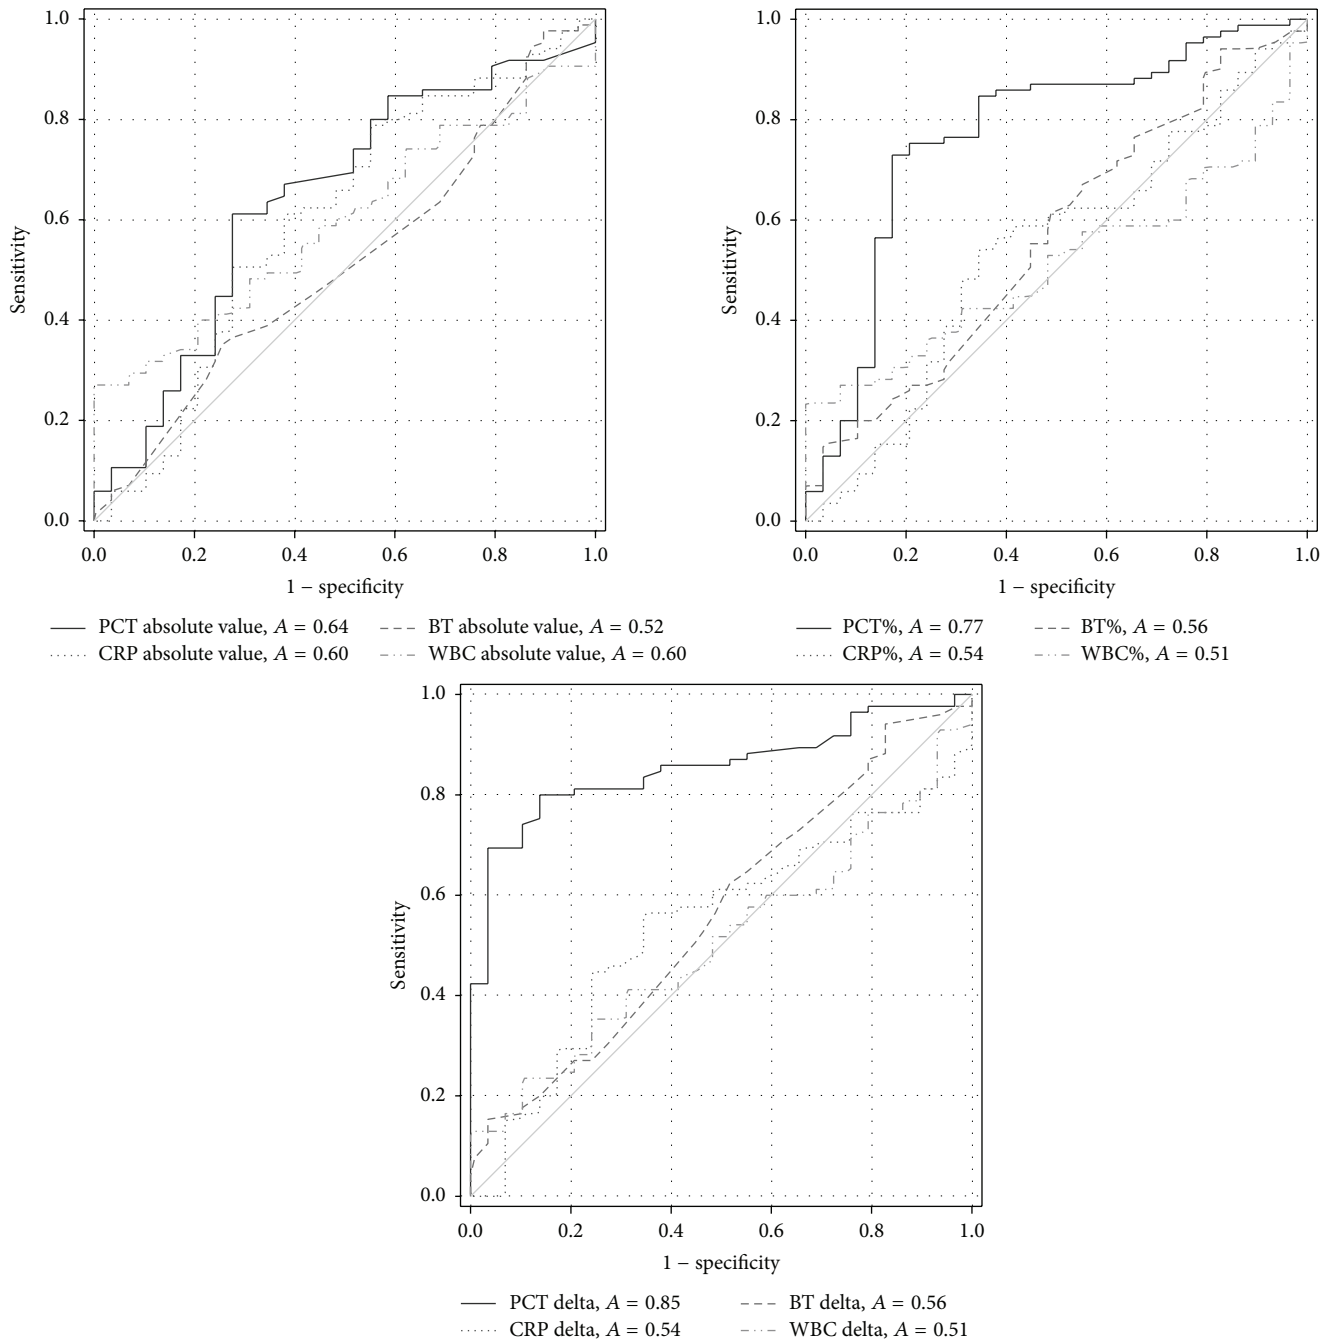 1.0
0.8
0.6
0.4
0.2
0.0
Sensitivity
0.0 0.2 0.4 0.6 0.8 1.0
1 − specificity
PCT absolute value, A = 0.64
BT absolute value, A = 0.52
CRP absolute value, A = 0.60
WBC absolute value, A = 0.60
1.0
0.8
0.6
0.4
0.2
0.0
Sensitivity
0.0 0.2 0.4 0.6 0.8 1.0
1 − specificity
PCT%, A = 0.77
BT%, A = 0.56
CRP%, A = 0.54
WBC%, A = 0.51
1.0
0.8
0.6
0.4
0.2
0.0
Sensitivity
0.0 0.2 0.4 0.6 0.8 1.0
1 − specificity
PCT delta, A = 0.85
BT delta, A = 0.56
CRP delta, A = 0.54
WBC delta, A = 0.51